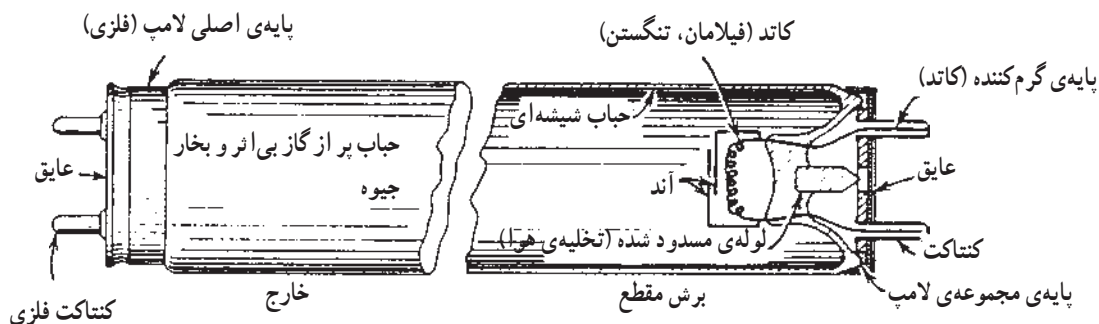 پایه‌ی اصلی لامپ (فلزی)
کاتد (فیلامان، تنگستن)
پایه‌ی گرم‌کننده (کاتد)
حباب شیشه‌ای
حباب پر از گاز بی‌اثر و بخار
جیوه
عایق
آند
عایق
لوله‌ی مسدود شده (تخلیه‌ی هوا)
کنتاکت
پایه‌ی مجموعه‌ی لامپ
برش مقطع
خارج
کنتاکت فلزی